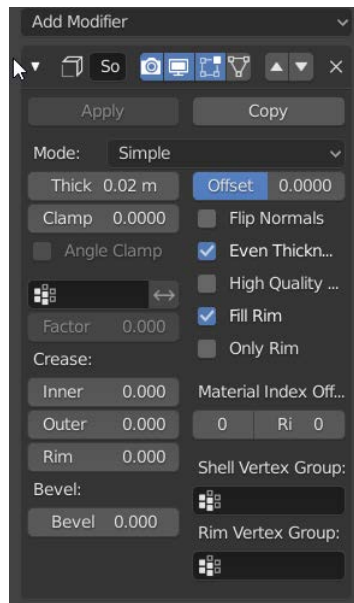 Add Modifier
So
Apply Copy
Mode: Simple
Thick 0.02 m Offset 0.0000
Clamp 0.0000 Flip Normals
Angle Clamp Even Thickn...
High Quality ...
Factor 0.000 Fill Rim
Crease: Only Rim
Inner 0.000 Material Index Off...
Outer 0.000 0 Ri 0
Rim 0.000 Shell Vertex Group:
Bevel:
Bevel 0.000 Rim Vertex Group: